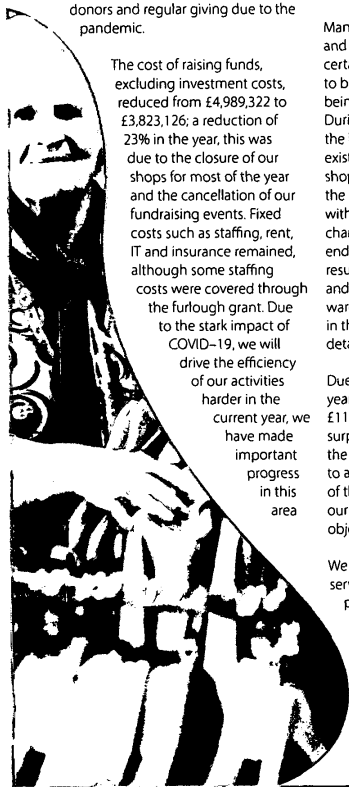 donors and regular giving due to the
pandemic.
The cost of raising funds,
excluding investment costs,
reduced from £4,989,322 to
£3,823,126; a reduction of
23% in the year, this was
due to the closure of our
shops for most of the year
and the cancellation of our
fundraising events. Fixed
costs such as staffing, rent,
IT and insurance remained,
although some staffing
costs were covered through
the furlough grant. Due
to the stark impact of
COVID-19, we will
drive the efficiency
of our activities
harder in the
current year, we
have made
important
progress
in this
area
Man
and
certa
to b
bein
Duri
the
exist
shop
the
with
char
end
resu
and
war
in th
deta
Due
year
£11
surp
the
to a
of th
our
obje
We
serv
p